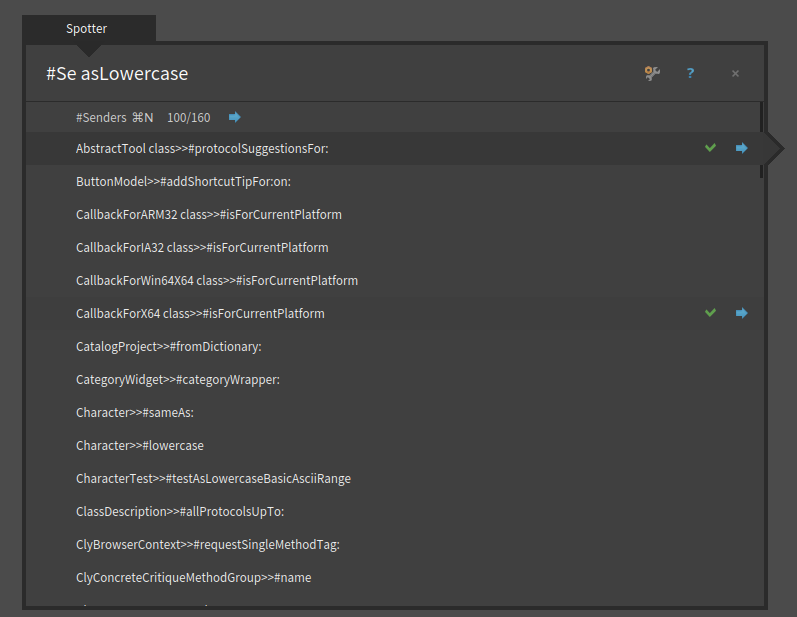 Spotter
#Se asLowercase ? ×
#Senders ⌘N 100/160
AbstractTool class>>#protocolSuggestionsFor:
ButtonModel>>#addShortcutTipFor:on:
CallbackForARM32 class>>#isForCurrentPlatform
CallbackForIA32 class>>#isForCurrentPlatform
CallbackForWin64X64 class>>#isForCurrentPlatform
CallbackForX64 class>>#isForCurrentPlatform
CatalogProject>>#fromDictionary:
CategoryWidget>>#categoryWrapper:
Character>>#sameAs:
Character>>#lowercase
CharacterTest>>#testAsLowercaseBasicAsciiRange
ClassDescription>>#allProtocolsUpTo:
ClyBrowserContext>>#requestSingleMethodTag:
ClyConcreteCritiqueMethodGroup>>#name